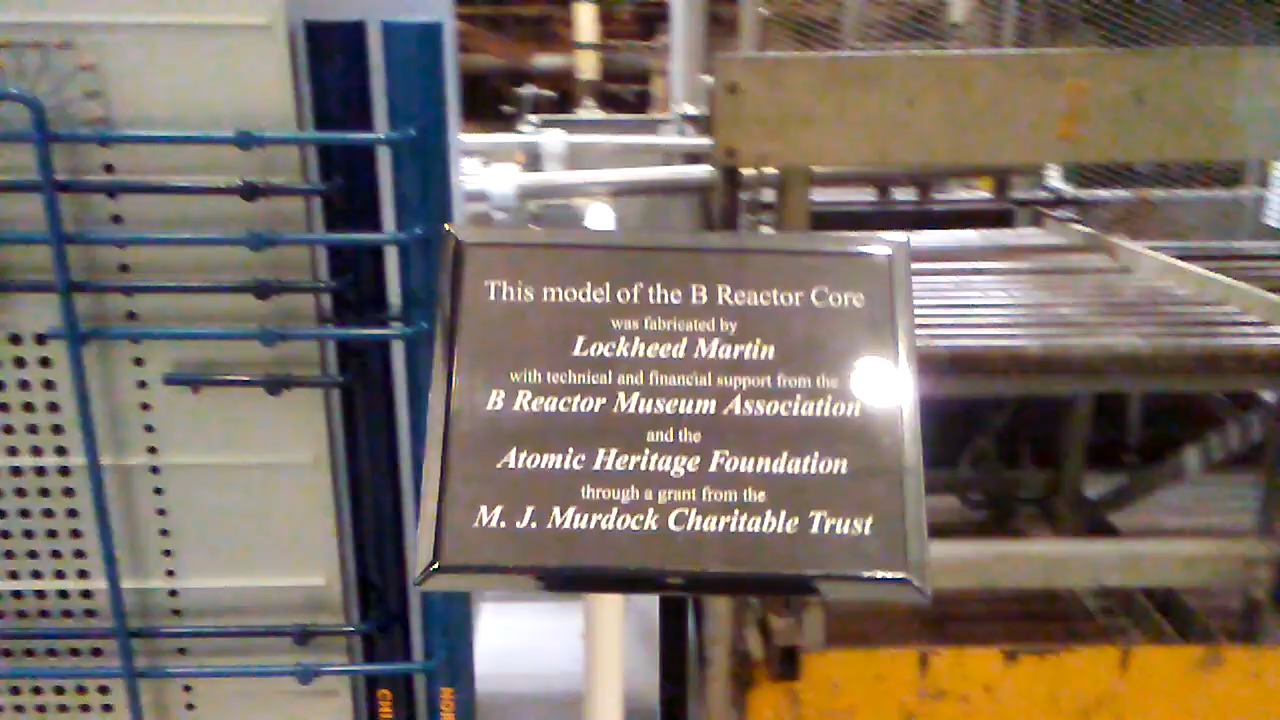 This model of the B Reactor Core
was fabricated by
Lockheed Martin
with technical and financial support from the
B Reactor Museum Association
and the
Atomic Heritage Foundation
through a grant from the
M. J. Murdock Charitable Trust